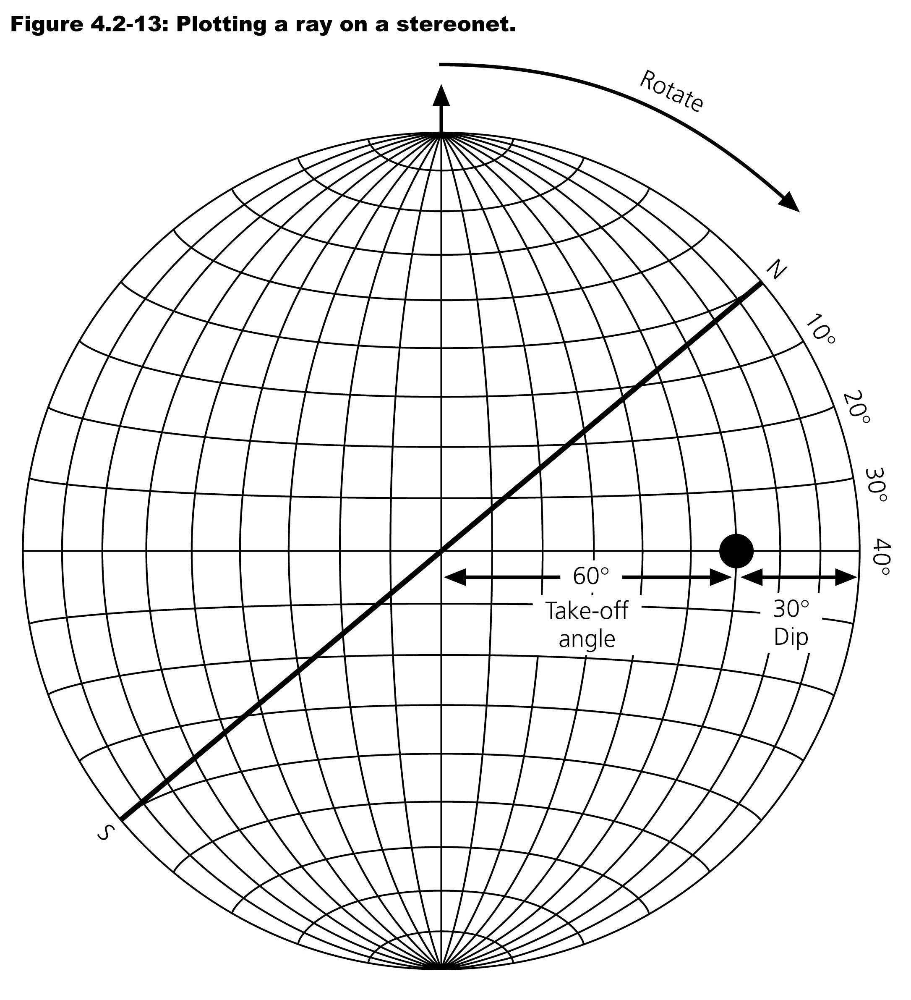 Figure 4.2-13: Plotting a ray on a stereonet.
Rotate
N
10°
20°
30°
40°
60°
Take-off
angle
30°
Dip
S